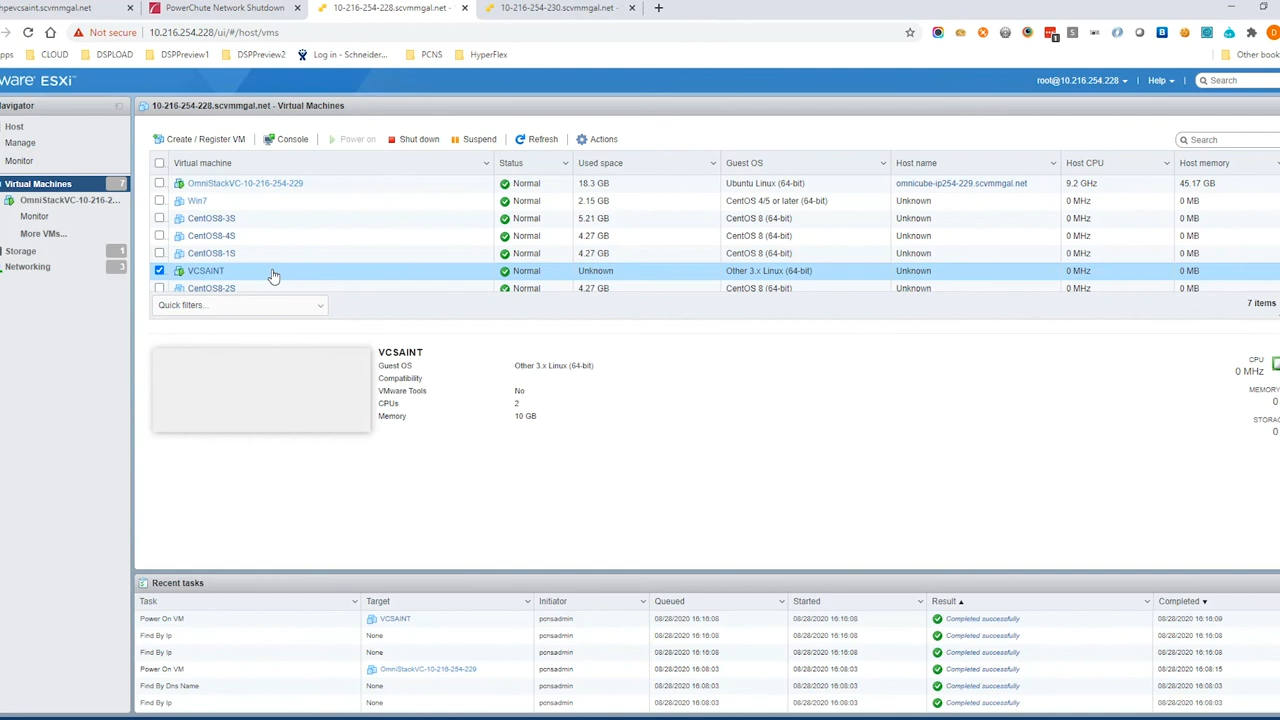 hpevcsaint.scvmmgal.net
PowerChute Network Shutdown
10-216-254-228.scvmmgal.net -
10-216-254-230.scvmmgal.net -
Not secure 10.216.254.228/ui/#/host/vms
pps CLOUD DSPLOAD DSPPreview1 DSPPreview2 Log in - Schneider... PCNS HyperFlex Other book
ware ESXi
root@10.216.254.228 Help Search
Navigator
10-216-254-228.scvmmgal.net - Virtual Machines
Host
Manage
Monitor
Virtual Machines 7
OmniStackVC-10-216-2...
Monitor
More VMs...
Storage 1
Networking 3
Create / Register VM Console Power on Shut down Suspend Refresh Actions Search
Virtual machine Status Used space Guest OS Host name Host CPU Host memory
OmniStackVC-10-216-254-229 Normal 18.3 GB Ubuntu Linux (64-bit) omnicube-ip254-229.scvmmgal.net 9.2 GHz 45.17 GB
Win7 Normal 2.15 GB CentOS 4/5 or later (64-bit) Unknown 0 MHz 0 MB
CentOS8-3S Normal 5.21 GB CentOS 8 (64-bit) Unknown 0 MHz 0 MB
CentOS8-4S Normal 4.27 GB CentOS 8 (64-bit) Unknown 0 MHz 0 MB
CentOS8-1S Normal 4.27 GB CentOS 8 (64-bit) Unknown 0 MHz 0 MB
VCSAINT Normal Unknown Other 3.x Linux (64-bit) Unknown 0 MHz 0 MB
CentOS8-2S Normal 4.27 GB CentOS 8 (64-bit) Unknown 0 MHz 0 MB
Quick filters... 7 items
VCSAINT
Guest OS Other 3.x Linux (64-bit)
Compatibility
VMware Tools No
CPUs 2
Memory 10 GB
CPU
0 MHz
MEMORY
0
STORAG
0
Recent tasks
Task Target Initiator Queued Started Result Completed
Power On VM VCSAINT pcnsadmin 08/28/2020 16:16:08 08/28/2020 16:16:08 Completed successfully 08/28/2020 16:16:09
Find By Ip None pcnsadmin 08/28/2020 16:16:08 08/28/2020 16:16:08 Completed successfully 08/28/2020 16:16:08
Find By Ip None pcnsadmin 08/28/2020 16:16:08 08/28/2020 16:16:08 Completed successfully 08/28/2020 16:16:08
Power On VM OmniStackVC-10-216-254-229 pcnsadmin 08/28/2020 16:08:03 08/28/2020 16:08:03 Completed successfully 08/28/2020 16:08:15
Find By Dns Name None pcnsadmin 08/28/2020 16:08:03 08/28/2020 16:08:03 Completed successfully 08/28/2020 16:08:03
Find By Ip None pcnsadmin 08/28/2020 16:08:03 08/28/2020 16:08:03 Completed successfully 08/28/2020 16:08:03